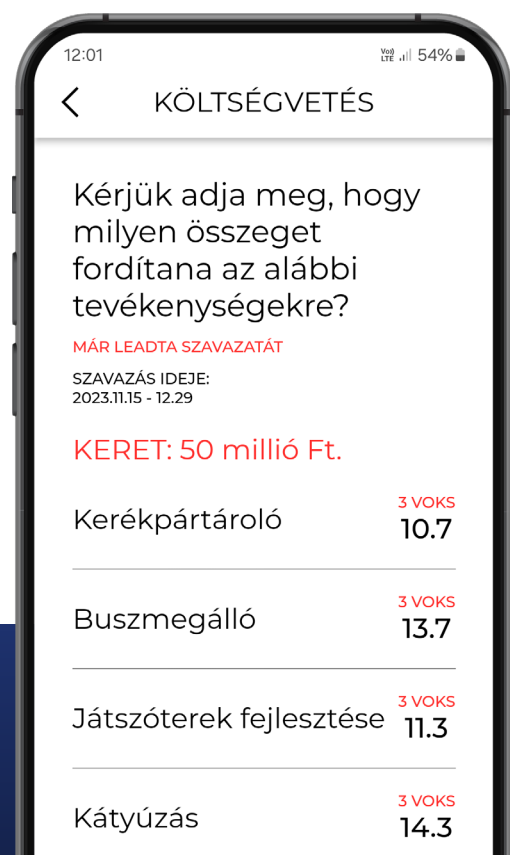 12:01
Vo)) LTE 54%
KÖLTSÉGVETÉS
Kérjük adja meg, hogy
milyen összeget
fordítana az alábbi
tevékenységekre?
MÁR LEADTA SZAVAZATÁT
SZAVAZÁS IDEJE:
2023.11.15 - 12.29
KERET: 50 millió Ft.
3 VOKS
Kerékpártároló 10.7
3 VOKS
Buszmegálló 13.7
3 VOKS
Játszóterek fejlesztése 11.3
3 VOKS
Kátyúzás 14.3